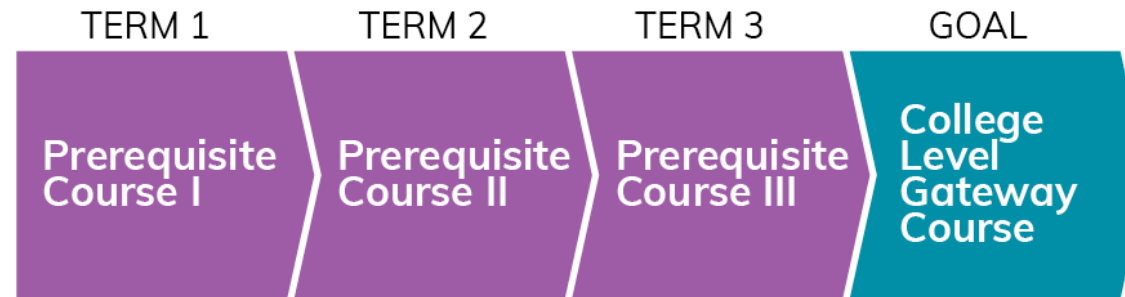 TERM 1
TERM 2
TERM 3
GOAL
Prerequisite
Course I
Prerequisite
Course II
Prerequisite
Course III
College
Level
Gateway
Course